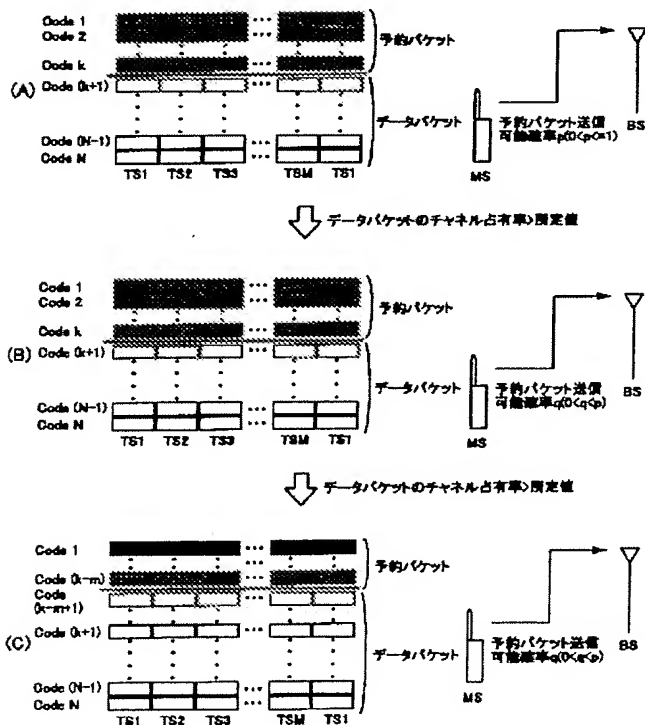 (A)
Code 1
Code 2
Code k
Code (k+1)
Code (N-1)
Code N
TS1 TS2 TS3 ... TSM TS1
予約パケット
データパケット
MS
予約パケット送信
可能確率p(0<p<=1)
BS
データパケットのチャネル占有率>所定値
(B)
Code 1
Code 2
Code k
Code (k+1)
Code (N-1)
Code N
TS1 TS2 TS3 ... TSM TS1
予約パケット
データパケット
MS
予約パケット送信
可能確率q(0<q<p)
BS
データパケットのチャネル占有率>所定値
(C)
Code 1
Code (k-m)
Code
(k-m+1)
Code (k+1)
Code (N-1)
Code N
TS1 TS2 TS3 TSM TS1
予約パケット
データパケット
MS
予約パケット送信
可能確率q(0<q<p)
BS